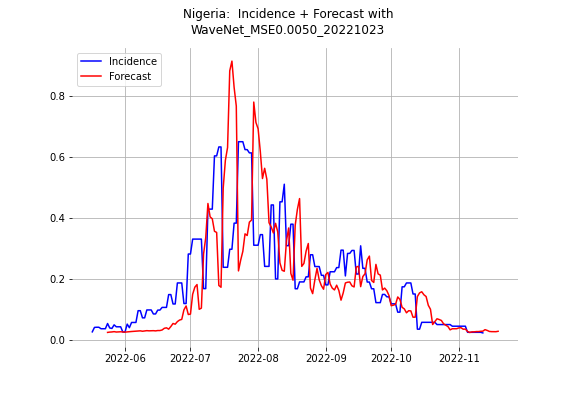 Nigeria:  Incidence + Forecast with
WaveNet_MSE0.0050_20221023
Incidence
Forecast
0.8
0.6
0.4
0.2
0.0
2022-06
2022-07
2022-08
2022-09
2022-10
2022-11